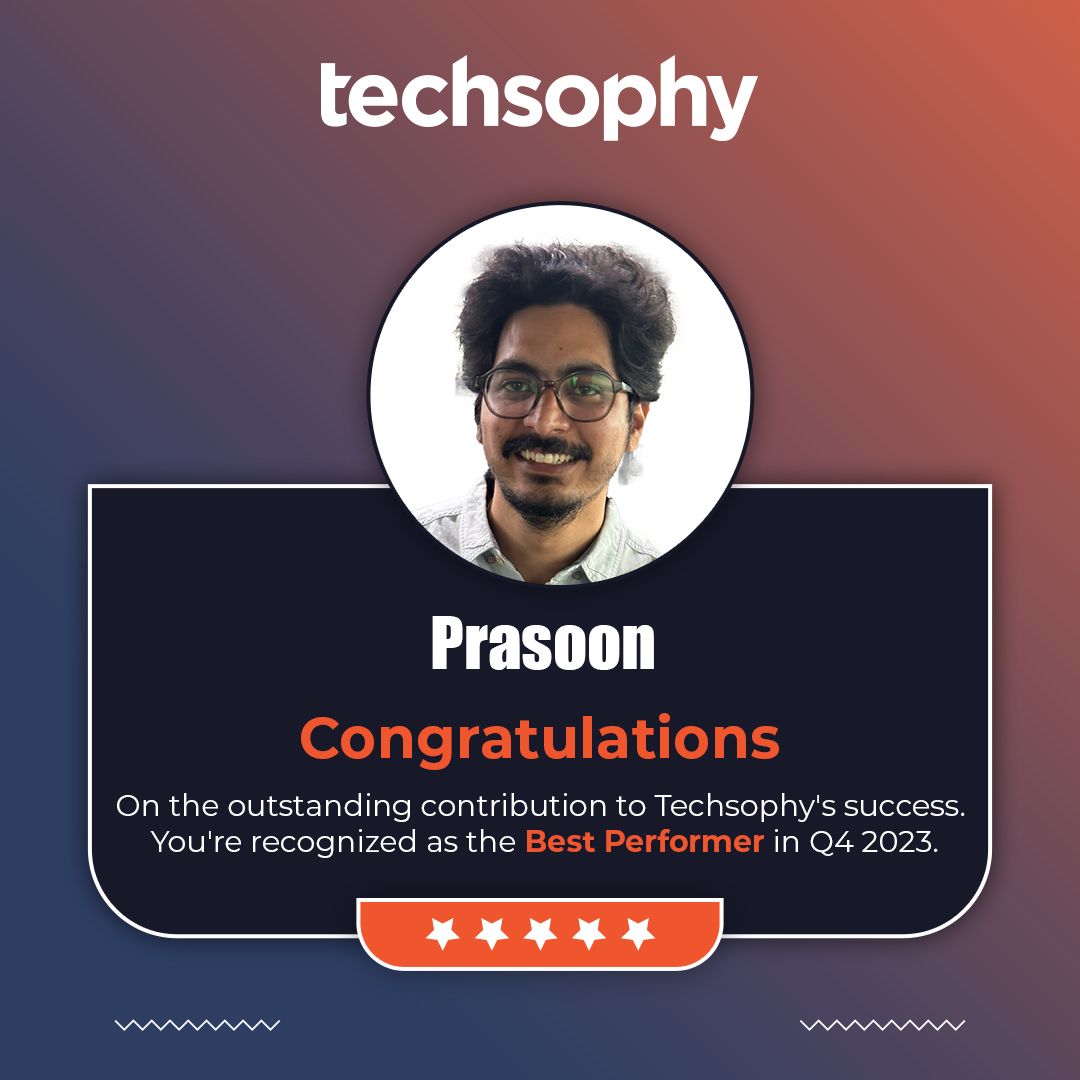 techsophy
Prasoon
Congratulations
On the outstanding contribution to Techsophy's success.
You're recognized as the Best Performer in Q4 2023.